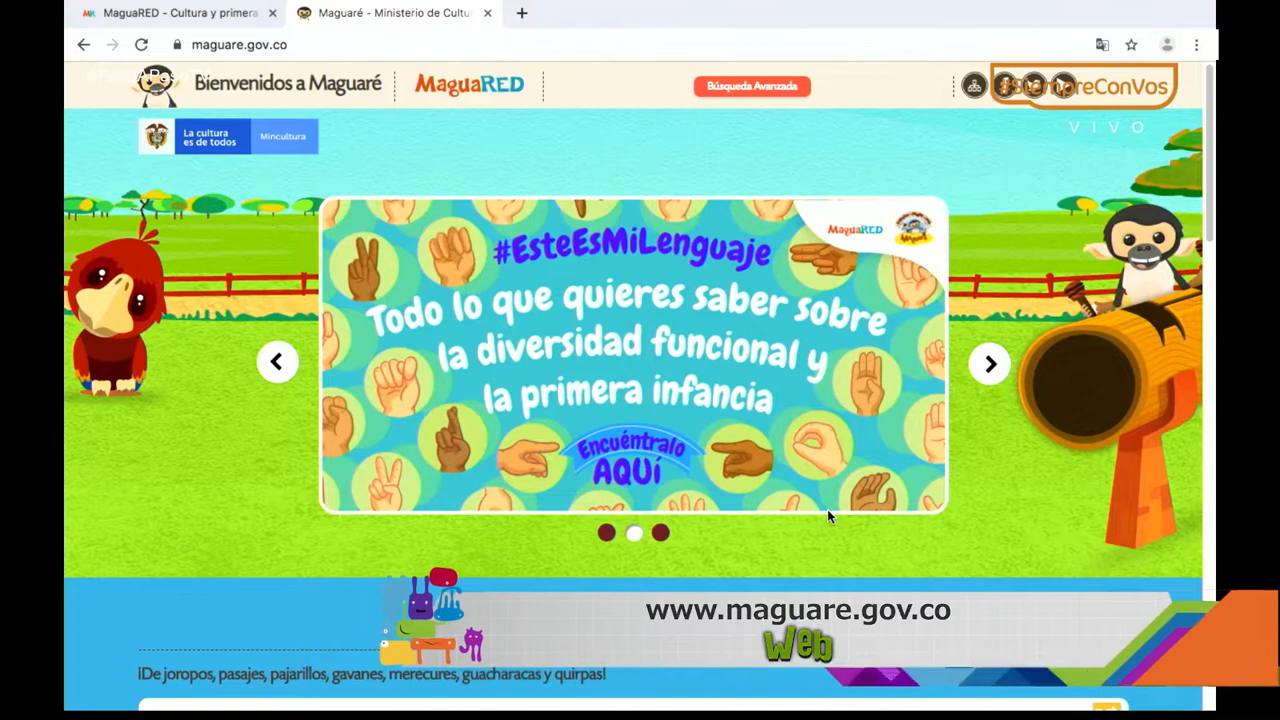 MaguaRED - Cultura y primera
Maguaré - Ministerio de Cultu
maguare.gov.co
Bienvenidos a Maguaré
MaguaRED
Búsqueda Avanzada
#SiempreConVos
VIVO
La cultura
es de todos
Mincultura
MaguaRED
Maguaré
#EsteEsMiLenguaje
Todo lo que quieres saber sobre
la diversidad funcional y
la primera infancia
Encuéntralo
AQUÍ
www.maguare.gov.co
Web
¡De joropos, pasajes, pajarillos, gavanes, merecures, guacharacas y quirpas!